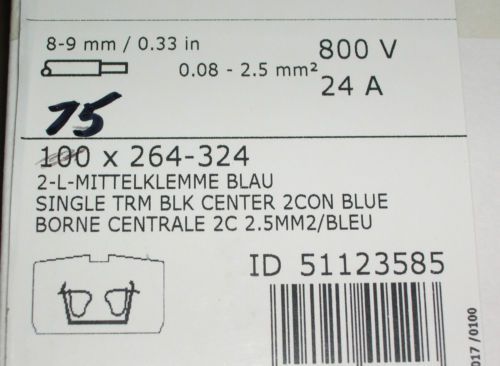 8-9 mm / 0.33 in
0.08 - 2.5 mm²
800 V
24 A
75
100 x 264-324
2-L-MITTELKLEMME BLAU
SINGLE TRM BLK CENTER 2CON BLUE
BORNE CENTRALE 2C 2.5MM2/BLEU
ID 51123585
017 /0100